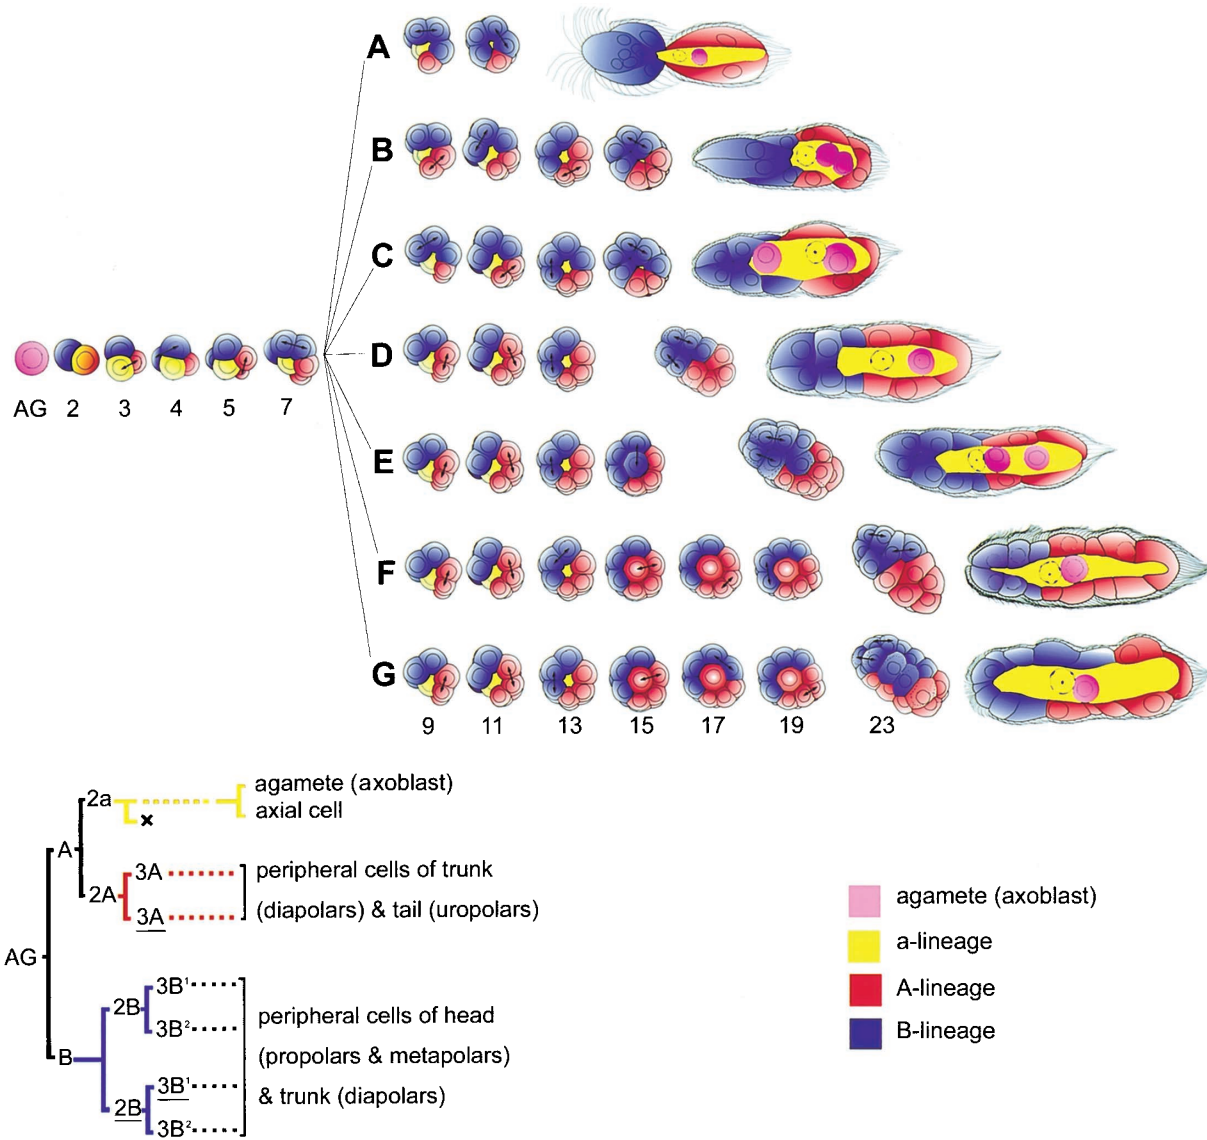 A
B
C
D
E
F
G
AG 2 3 4 5 7
9 11 13 15 17 19 23
2a
agamete (axoblast)
axial cell
×
A
3A
peripheral cells of trunk
2A
3A
(diapolars) & tail (uropolars)
AG
3B¹
2B
peripheral cells of head
3B²
B
(propolars & metapolars)
3B¹
& trunk (diapolars)
2B
3B²
agamete (axoblast)
a-lineage
A-lineage
B-lineage